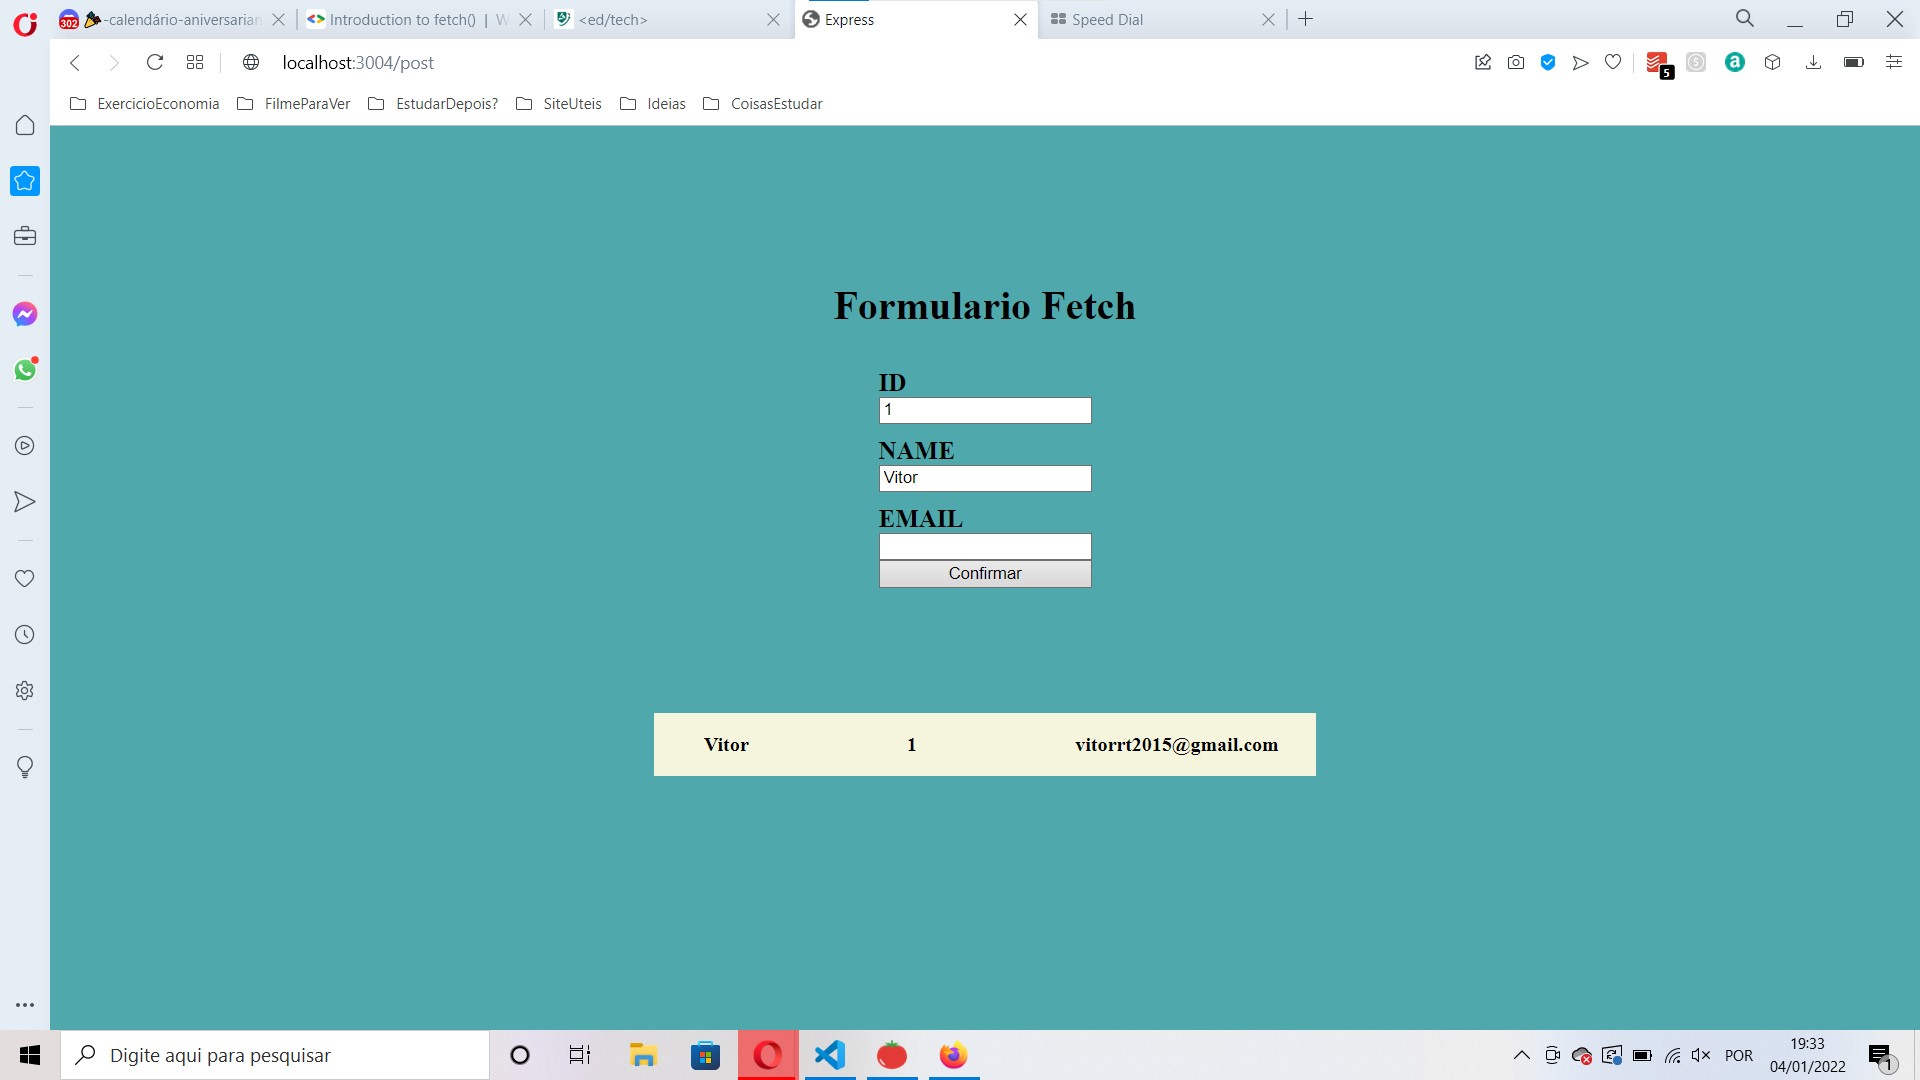 302 -calendário-aniversarian
Introduction to fetch() | W
<ed/tech>
Express
Speed Dial
localhost:3004/post
5
a
ExercicioEconomia
FilmeParaVer
EstudarDepois?
SiteUteis
Ideias
CoisasEstudar
Formulario Fetch
ID
1
NAME
Vitor
EMAIL
Confirmar
Vitor 1 vitorrt2015@gmail.com
Digite aqui para pesquisar
POR
19:33
04/01/2022
1